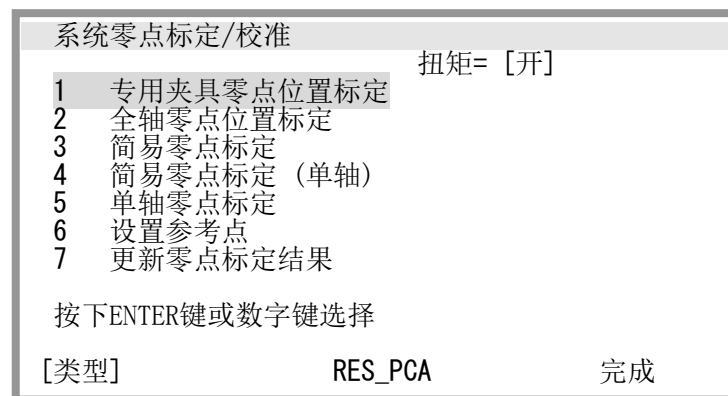 系统零点标定/校准
扭矩= [开]
1 专用夹具零点位置标定
2 全轴零点位置标定
3 简易零点标定
4 简易零点标定 (单轴)
5 单轴零点标定
6 设置参考点
7 更新零点标定结果
按下ENTER键或数字键选择
[类型] RES_PCA 完成